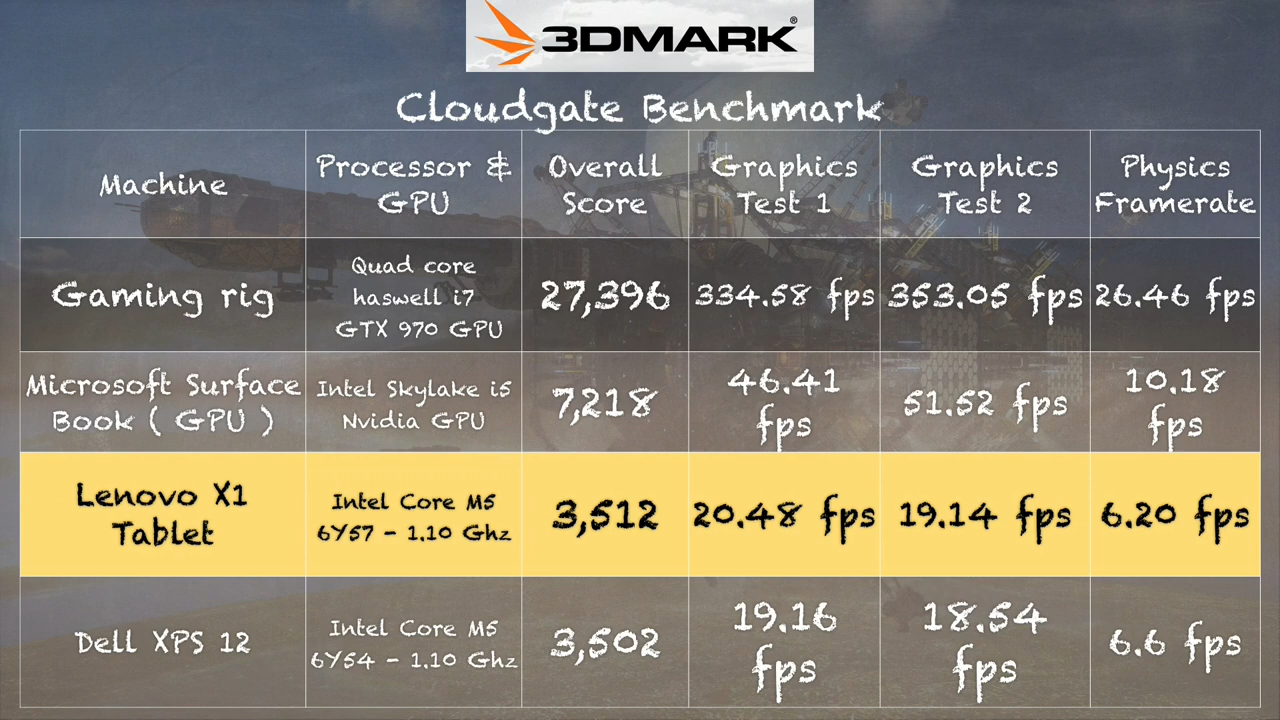 3DMARK®
Cloudgate Benchmark
Machine
Processor &
GPU
Overall
Score
Graphics
Test 1
Graphics
Test 2
Physics
Framerate
Gaming rig
Quad core
haswell i7
GTX 970 GPU
27,396
334.58 fps
353.05 fps
26.46 fps
Microsoft Surface
Book ( GPU )
Intel Skylake i5
Nvidia GPU
7,218
46.41
fps
51.52 fps
10.18
fps
Lenovo X1
Tablet
Intel Core M5
6Y57 - 1.10 Ghz
3,512
20.48 fps
19.14 fps
6.20 fps
Dell XPS 12
Intel Core M5
6Y54 - 1.10 Ghz
3,502
19.16
fps
18.54
fps
6.6 fps